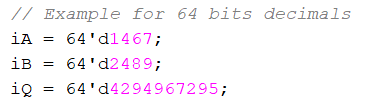 // Example for 64 bits decimals
iA = 64'd1467;
iB = 64'd2489;
iQ = 64'd4294967295;